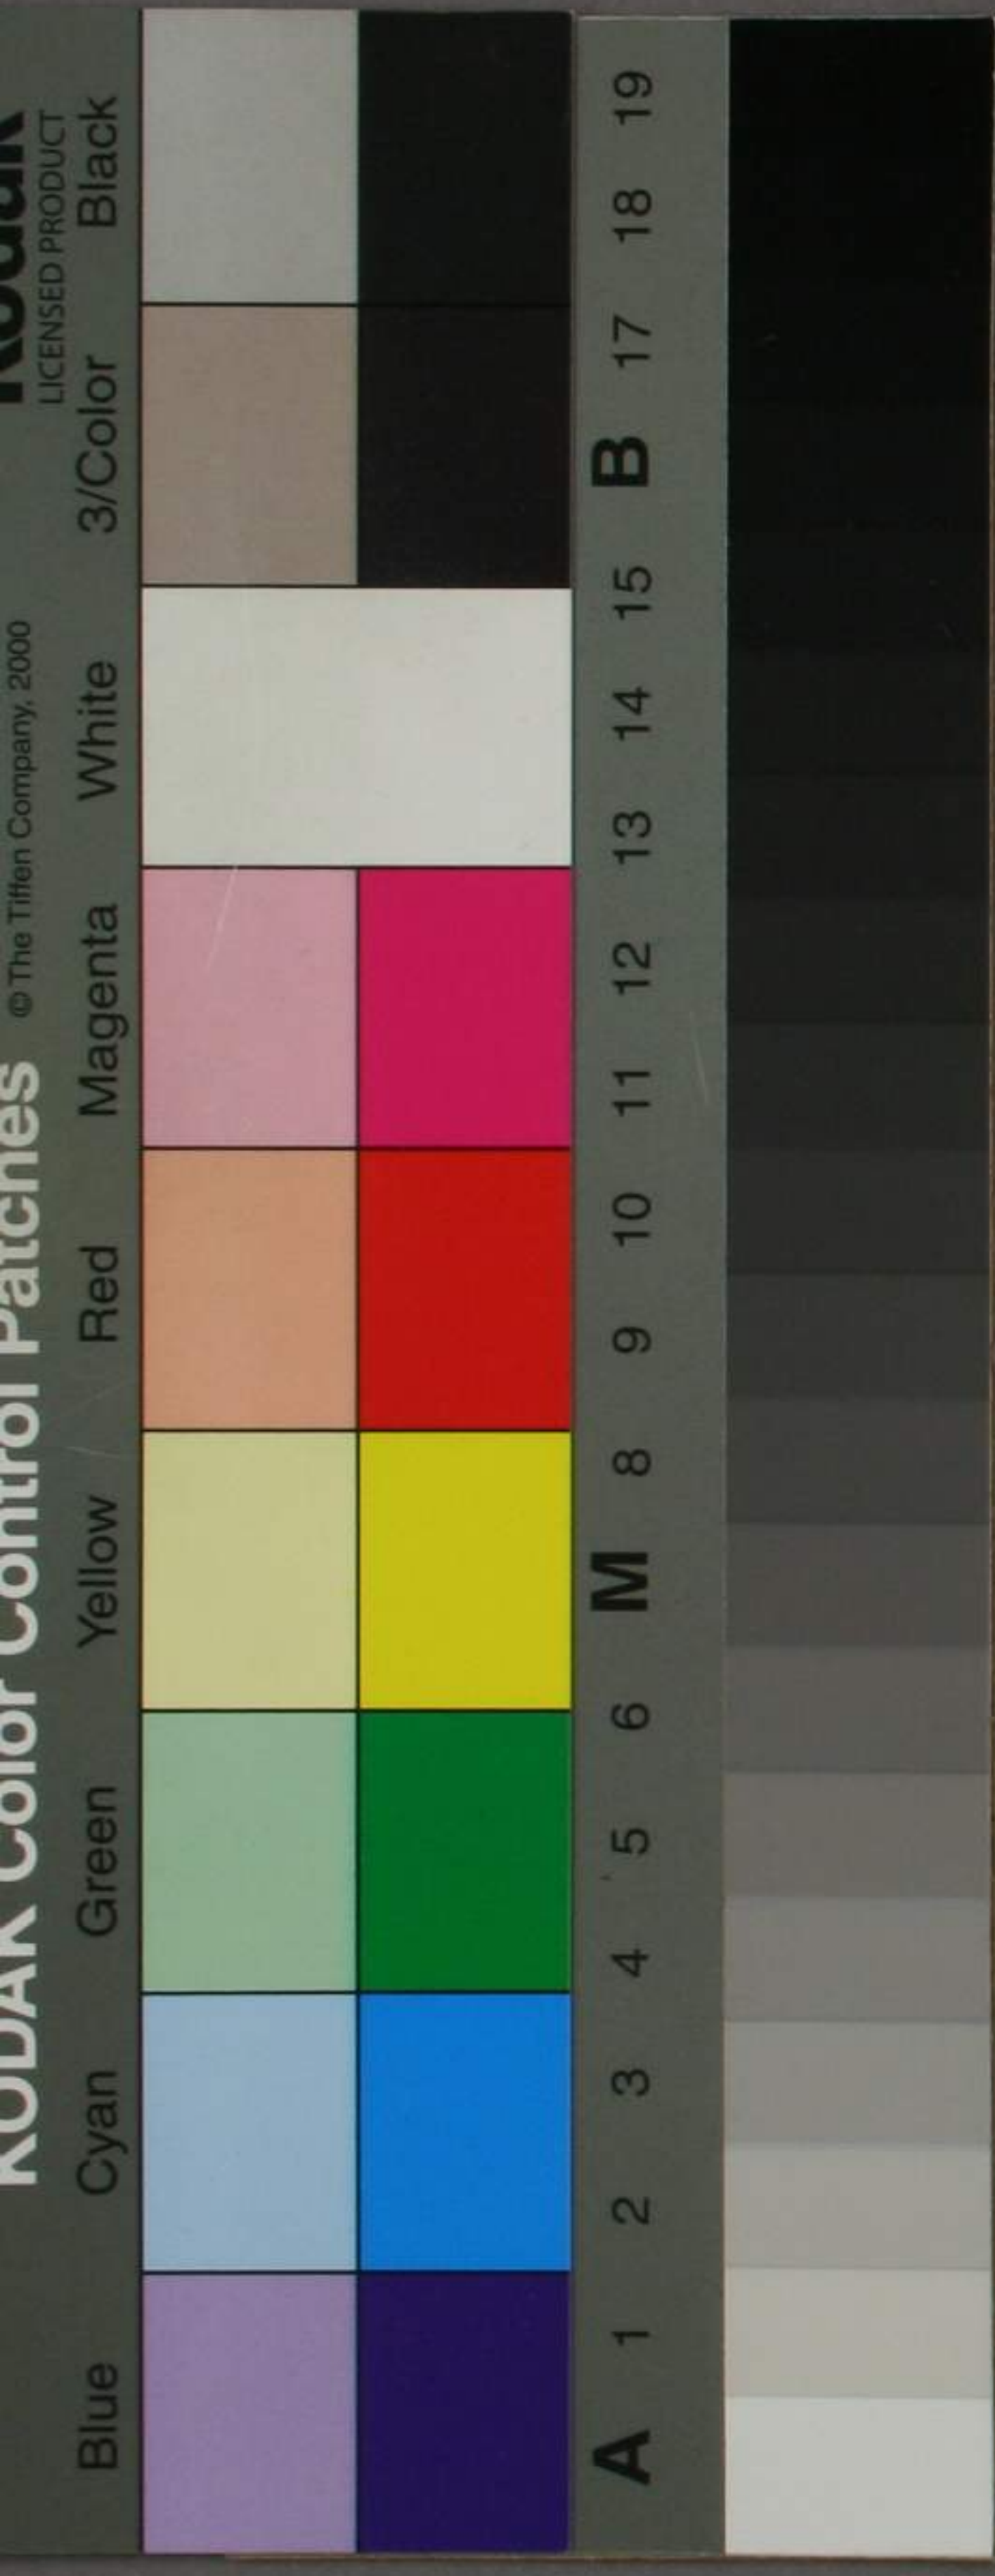 Kodak
LICENSED PRODUCT
KODAK Color Control Patches © The Tiffen Company, 2000
Blue Cyan Green Yellow Red Magenta White 3/Color Black
A 1 2 3 4 5 6 M 8 9 10 11 12 13 14 15 B 17 18 19